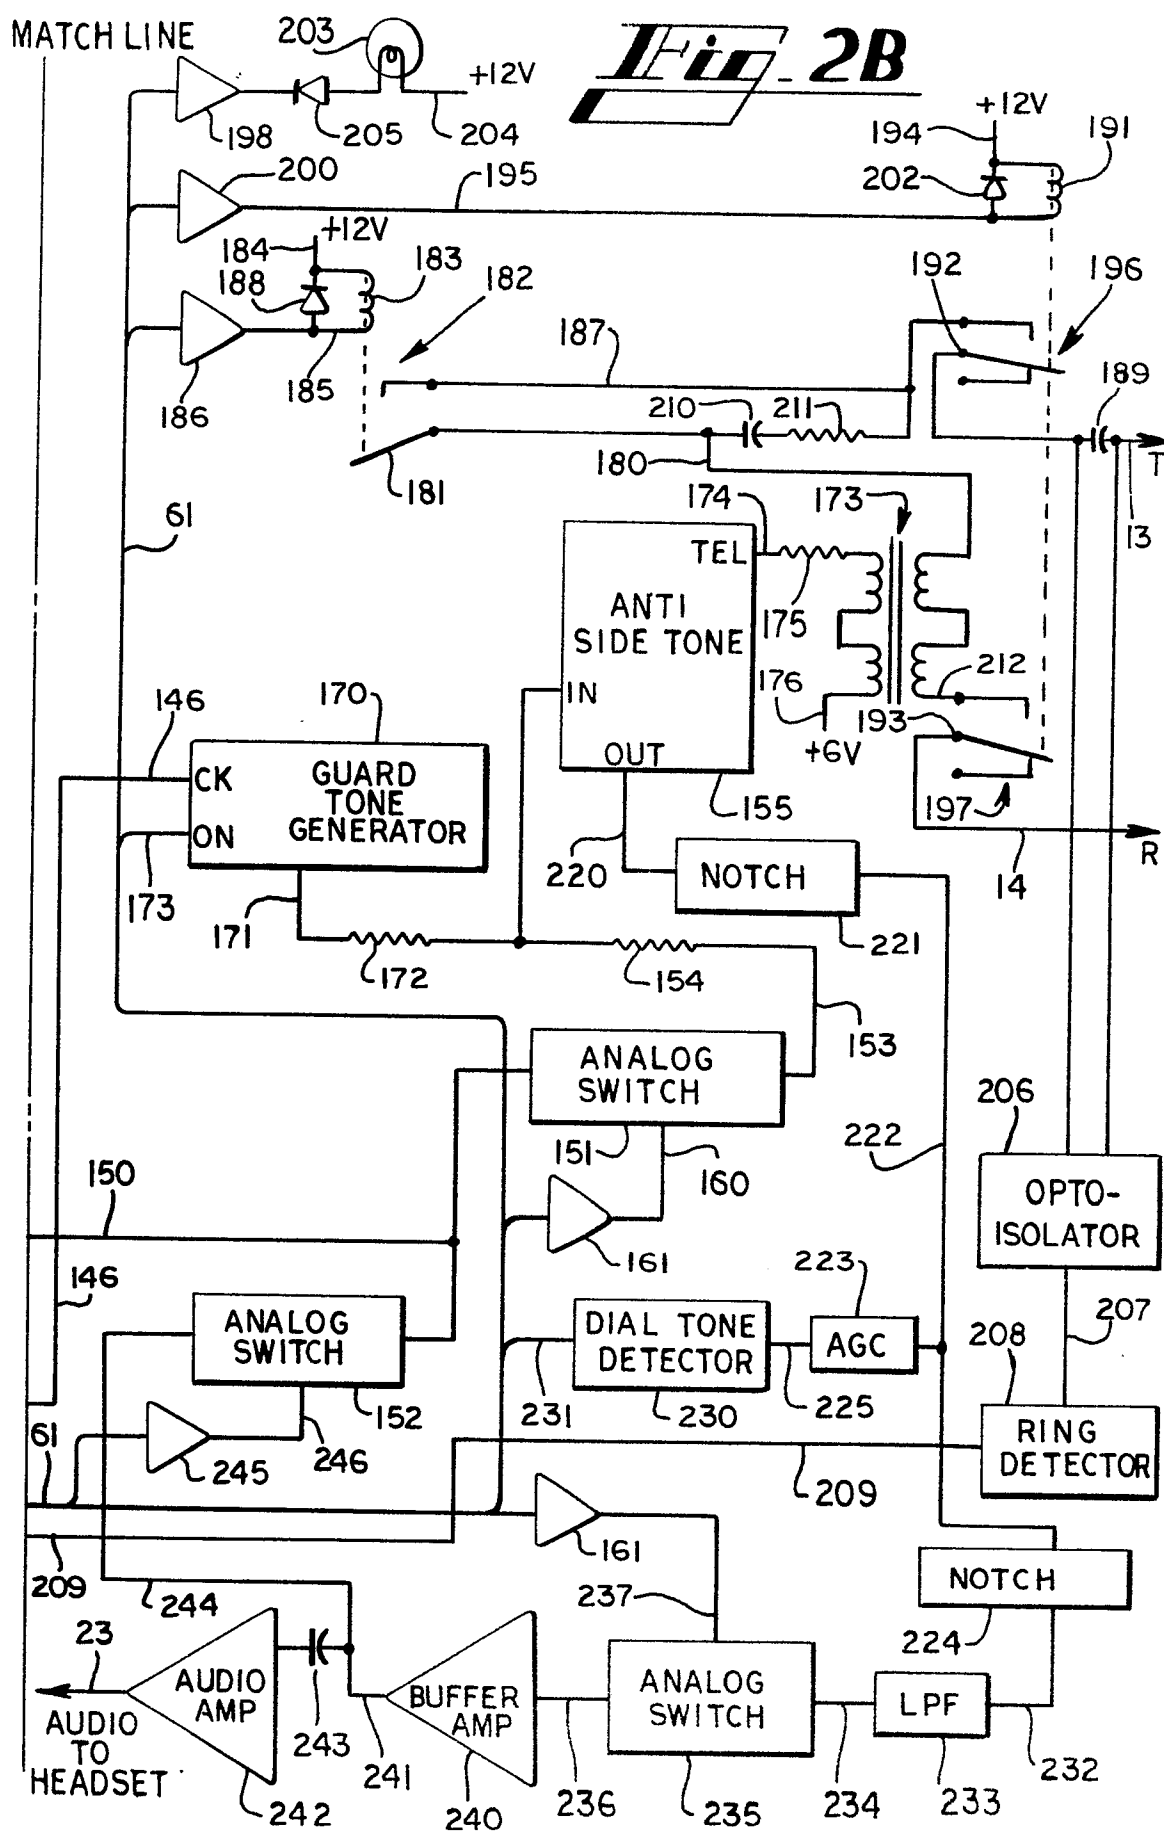 MATCH LINE
203
Fig. 2B
+12V
198
205
204
+12V
194
191
200
195
202
+12V
184
188
183
182
192
196
187
189
186
185
210
211
180
181
T
13
61
174
173
TEL
ANTI
SIDE TONE
175
IN
176
212
193
+6V
OUT
146
170
CK
GUARD
TONE
GENERATOR
ON
155
197
R
14
173
171
220
NOTCH
221
172
154
153
ANALOG
SWITCH
206
222
151
160
150
OPTO-
ISOLATOR
161
146
223
207
ANALOG
SWITCH
DIAL TONE
DETECTOR
AGC
208
152
231
230
225
61
245
246
RING
DETECTOR
209
161
209
244
237
NOTCH
224
23
AUDIO
AMP
BUFFER
AMP
ANALOG
SWITCH
LPF
AUDIO
TO
HEADSET
243
241
232
242
240
236
235
234
233